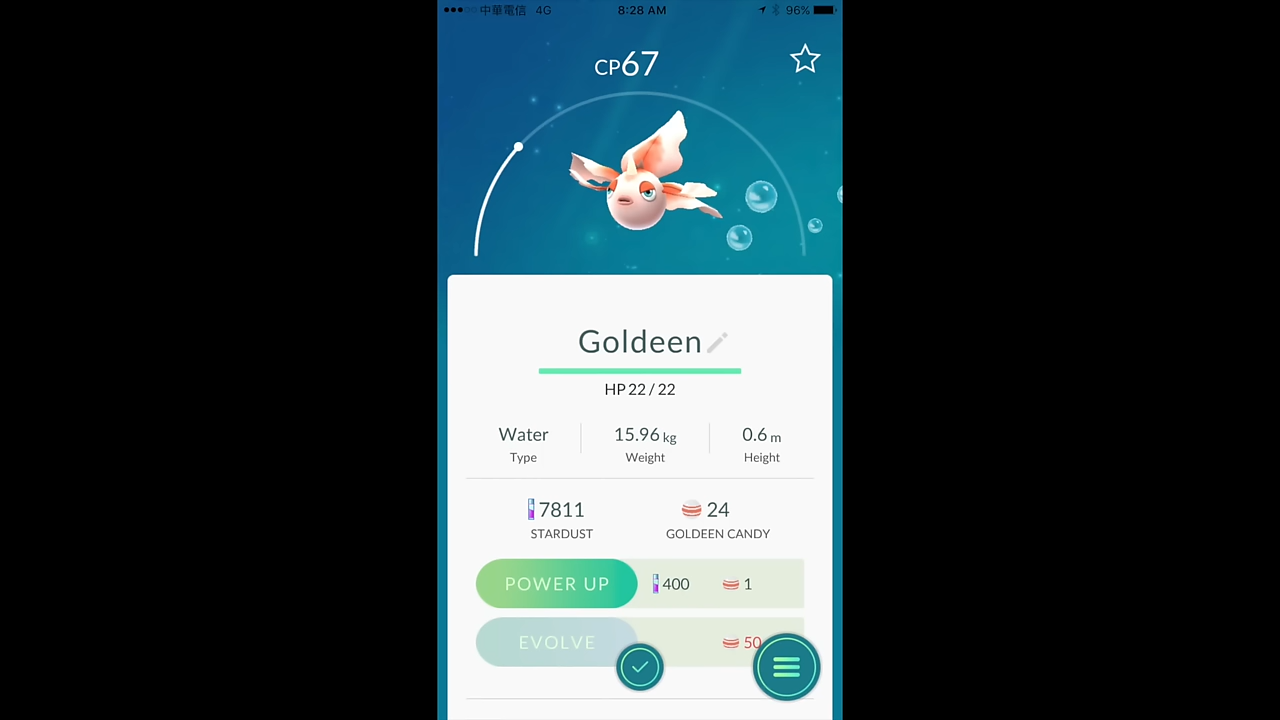 中華電信 4G 8:28 AM 96%
CP67
Goldeen
HP 22 / 22
Water 15.96 kg 0.6 m
Type Weight Height
7811 24
STARDUST GOLDEEN CANDY
POWER UP 400 1
EVOLVE 50